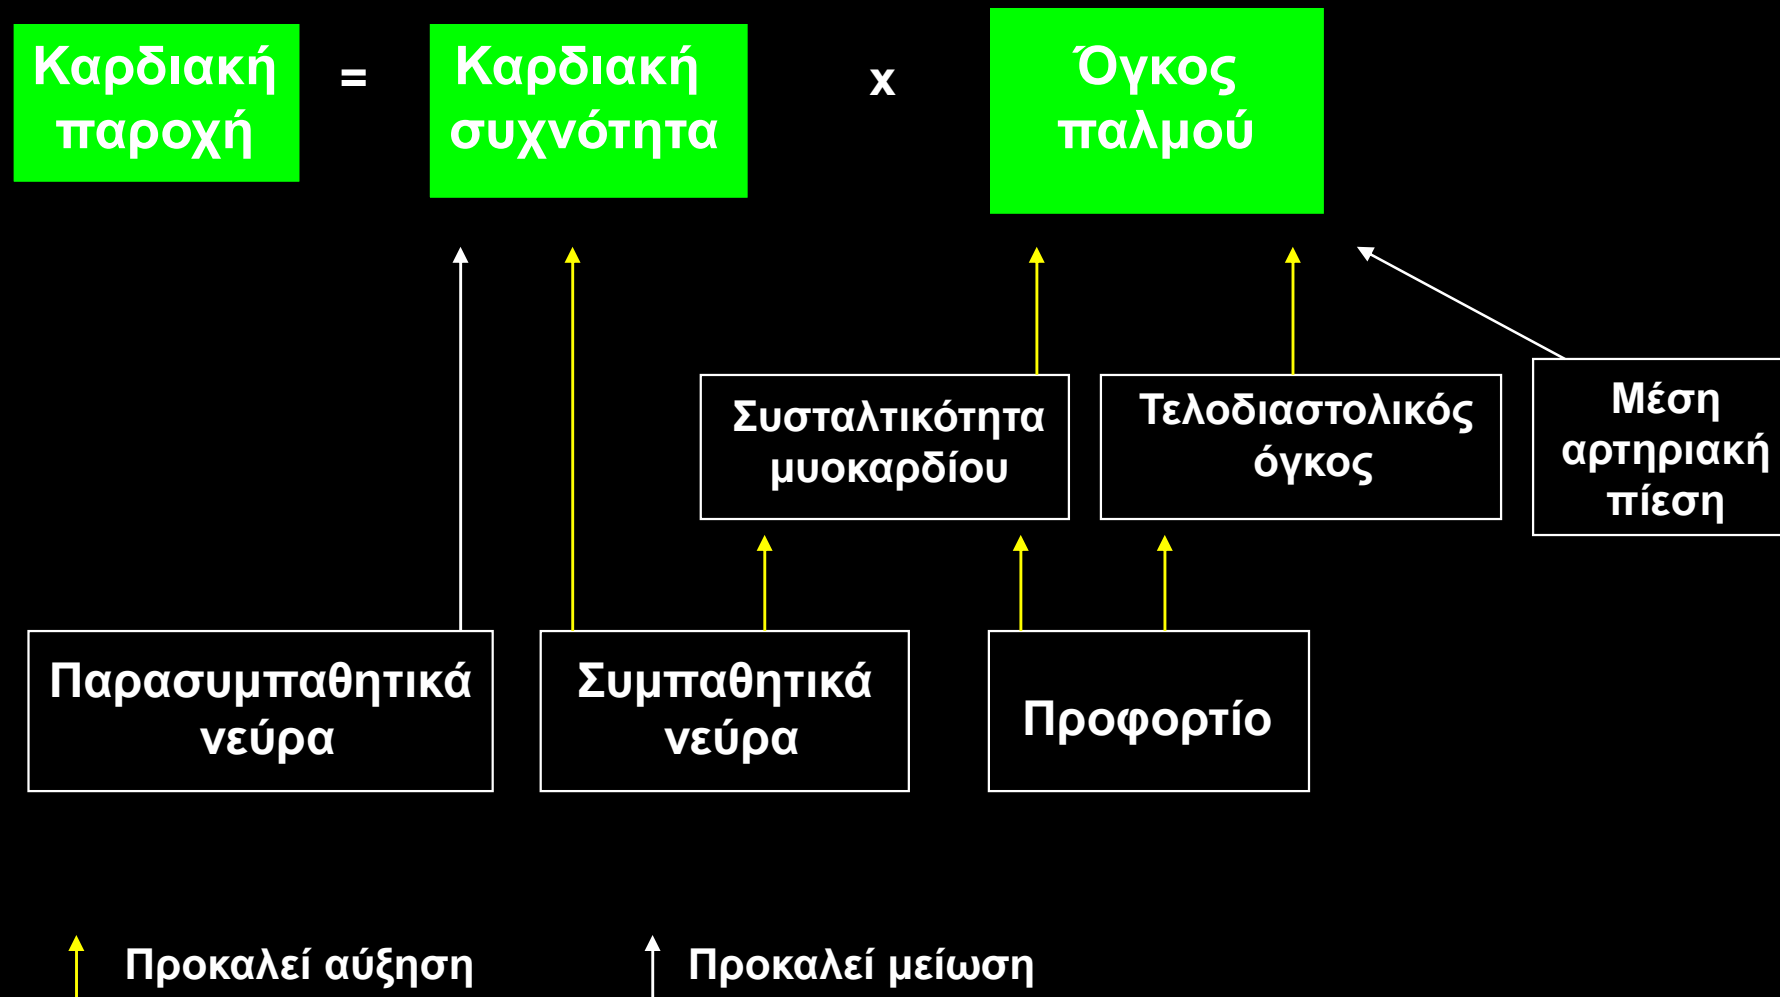 Καρδιακή
παροχή
=
Καρδιακή
συχνότητα
x
Όγκος
παλμού
Συσταλτικότητα
μυοκαρδίου
Τελοδιαστολικός
όγκος
Μέση
αρτηριακή
πίεση
Παρασυμπαθητικά
νεύρα
Συμπαθητικά
νεύρα
Προφορτίο
Προκαλεί αύξηση
Προκαλεί μείωση